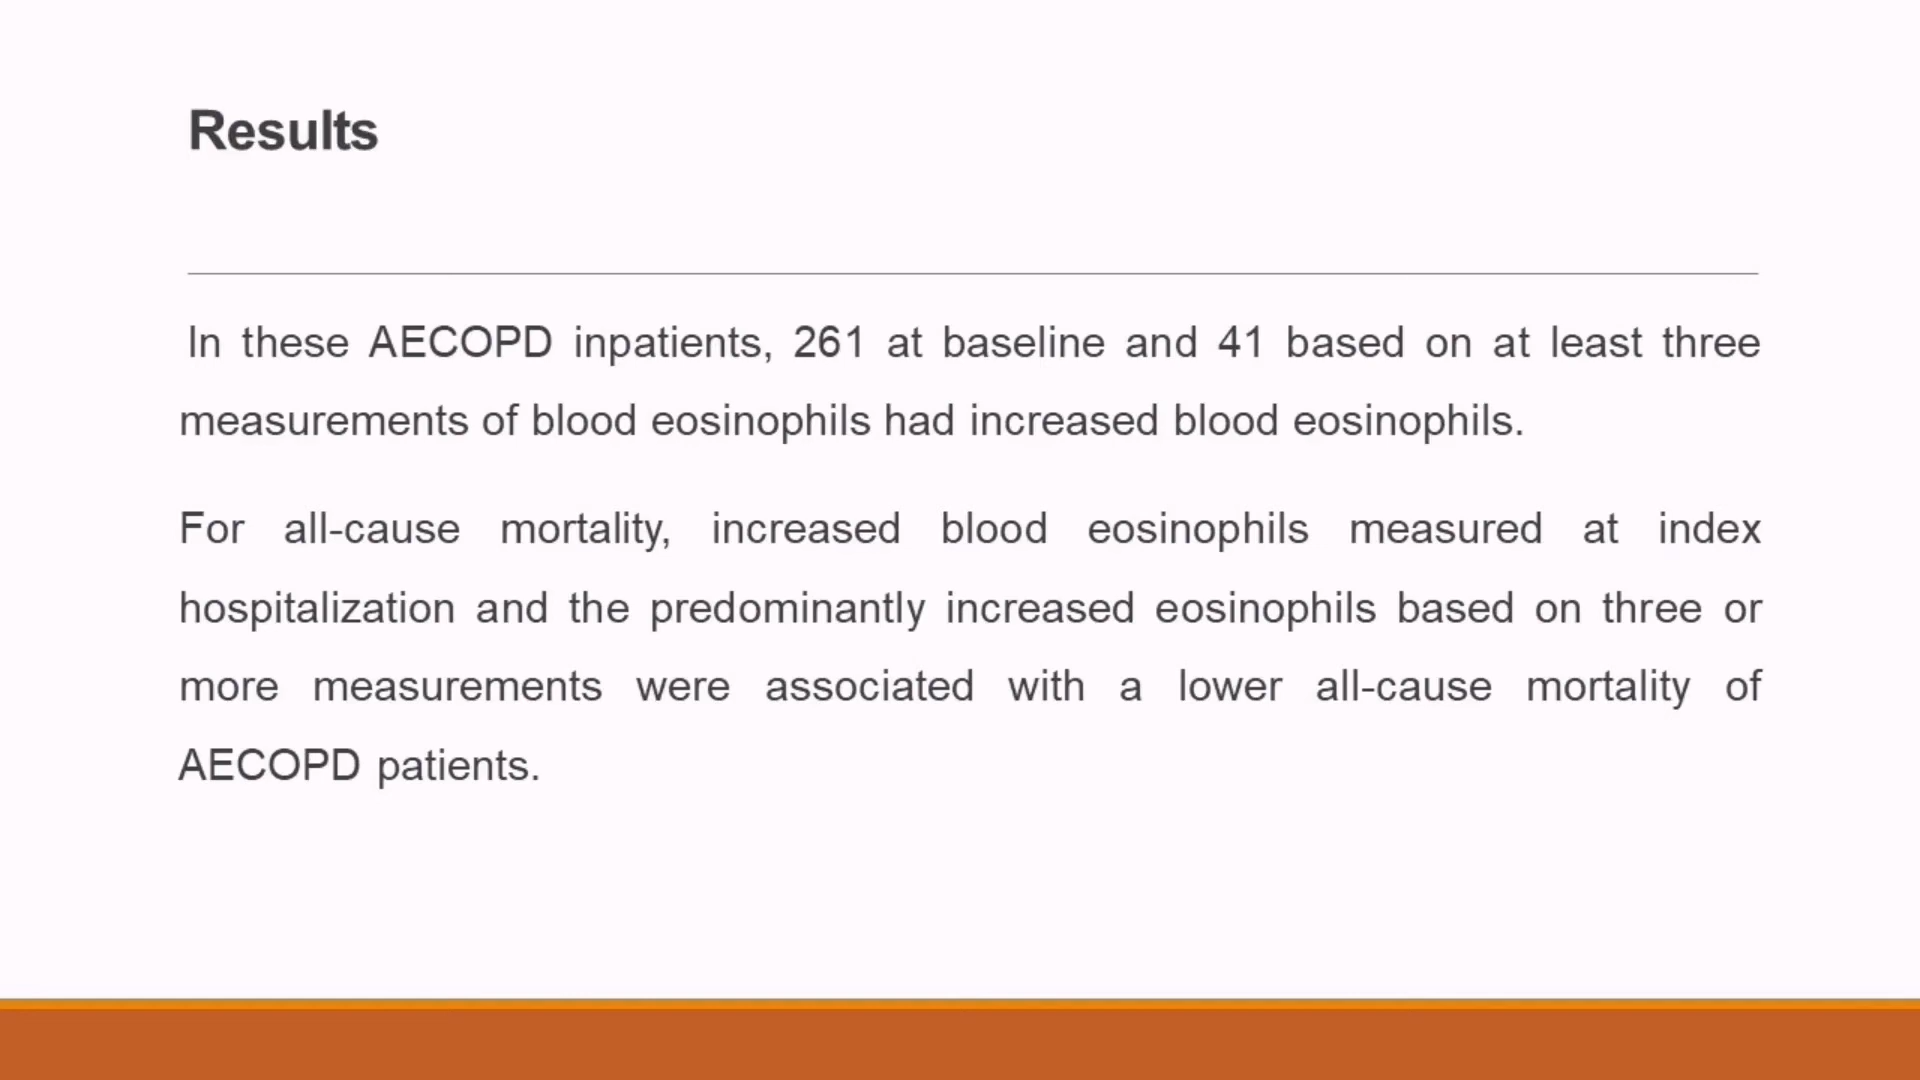 Results
In these AECOPD inpatients, 261 at baseline and 41 based on at least three
measurements of blood eosinophils had increased blood eosinophils.
For all-cause mortality, increased blood eosinophils measured at index
hospitalization and the predominantly increased eosinophils based on three or
more measurements were associated with a lower all-cause mortality of
AECOPD patients.